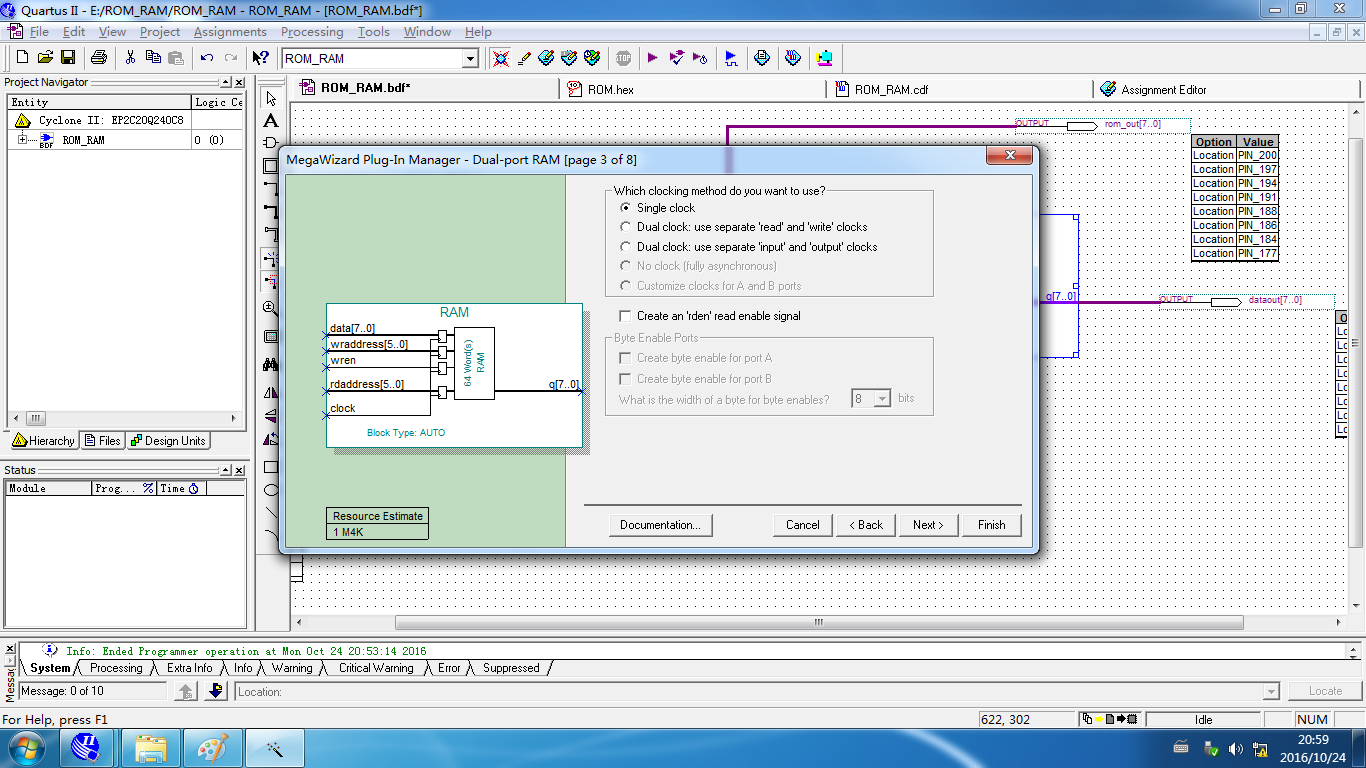 Quartus II - E:/ROM_RAM/ROM_RAM - ROM_RAM - [ROM_RAM.bdf*]
File Edit View Project Assignments Processing Tools Window Help
ROM_RAM
Project Navigator
Entity
Logic Ce
Cyclone II: EP2C20Q240C8
ROM_RAM
0 (0)
BDF
Hierarchy
Files
Design Units
Status
Module
Prog...
%
Time
ROM_RAM.bdf*
ROM.hex
ROM_RAM.cdf
Assignment Editor
OUTPUT
rom_out[7..0]
Option Value
Location PIN_200
Location PIN_197
Location PIN_194
Location PIN_191
Location PIN_188
Location PIN_186
Location PIN_184
Location PIN_177
q[7..0]
OUTPUT
dataout[7..0]
MegaWizard Plug-In Manager - Dual-port RAM [page 3 of 8]
RAM
data[7..0]
wraddress[5..0]
wren
rdaddress[5..0]
clock
64 Word(s)
RAM
q[7..0]
Block Type: AUTO
Resource Estimate
1 M4K
Which clocking method do you want to use?
Single clock
Dual clock: use separate 'read' and 'write' clocks
Dual clock: use separate 'input' and 'output' clocks
No clock (fully asynchronous)
Customize clocks for A and B ports
Create an 'rden' read enable signal
Byte Enable Ports
Create byte enable for port A
Create byte enable for port B
What is the width of a byte for byte enables?
8
bits
Documentation...
Cancel
< Back
Next >
Finish
Info: Ended Programmer operation at Mon Oct 24 20:53:14 2016
System Processing Extra Info Info Warning Critical Warning Error Suppressed
Message: 0 of 10
Location:
Locate
For Help, press F1
622, 302
Idle
NUM
20:59
2016/10/24